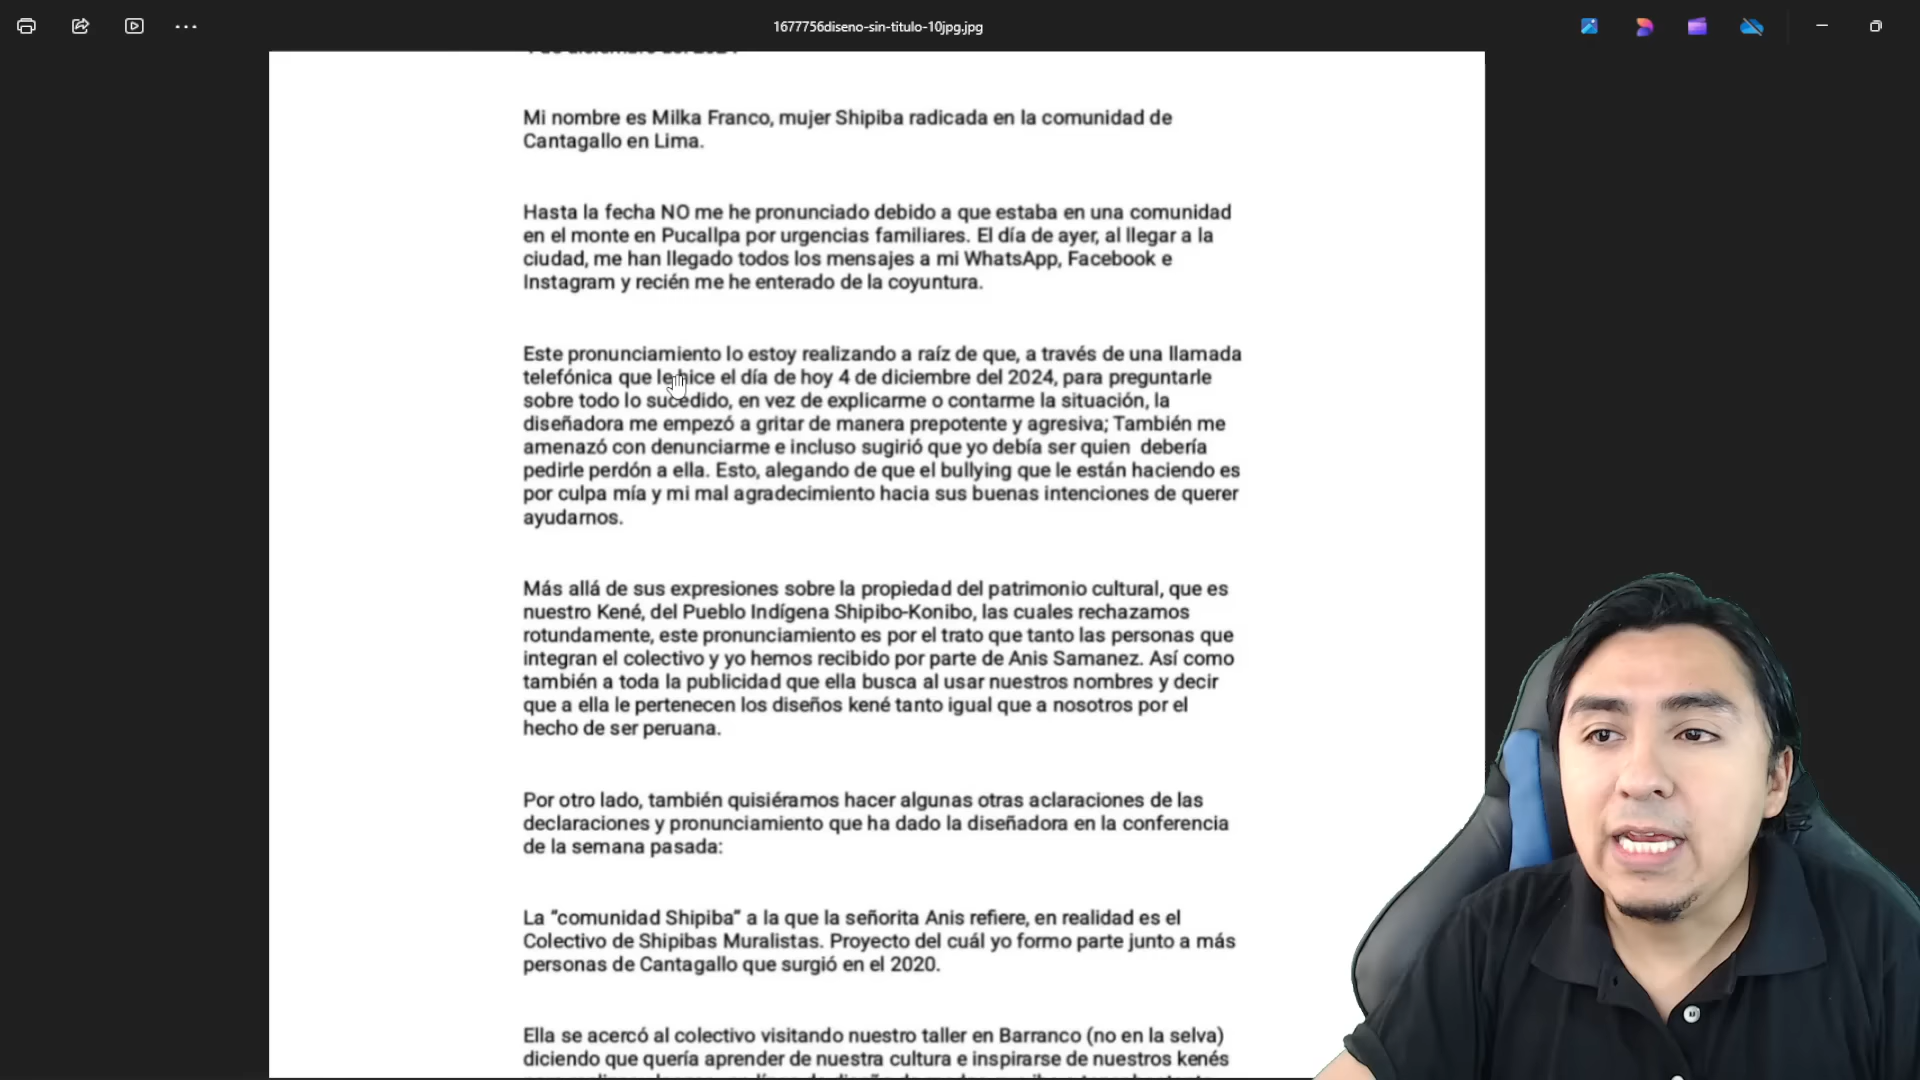 1677756diseno-sin-titulo-10jpg.jpg
Mi nombre es Milka Franco, mujer Shipiba radicada en la comunidad de
Cantagallo en Lima.
Hasta la fecha NO me he pronunciado debido a que estaba en una comunidad
en el monte en Pucallpa por urgencias familiares. El día de ayer, al llegar a la
ciudad, me han llegado todos los mensajes a mi WhatsApp, Facebook e
Instagram y recién me he enterado de la coyuntura.
Este pronunciamiento lo estoy realizando a raíz de que, a través de una llamada
telefónica que le hice el día de hoy 4 de diciembre del 2024, para preguntarle
sobre todo lo sucedido, en vez de explicarme o contarme la situación, la
diseñadora me empezó a gritar de manera prepotente y agresiva; También me
amenazó con denunciarme e incluso sugirió que yo debía ser quien debería
pedirle perdón a ella. Esto, alegando de que el bullying que le están haciendo es
por culpa mía y mi mal agradecimiento hacia sus buenas intenciones de querer
ayudarnos.
Más allá de sus expresiones sobre la propiedad del patrimonio cultural, que es
nuestro Kené, del Pueblo Indígena Shipibo-Konibo, las cuales rechazamos
rotundamente, este pronunciamiento es por el trato que tanto las personas que
integran el colectivo y yo hemos recibido por parte de Anis Samanez. Así como
también a toda la publicidad que ella busca al usar nuestros nombres y decir
que a ella le pertenecen los diseños kené tanto igual que a nosotros por el
hecho de ser peruana.
Por otro lado, también quisiéramos hacer algunas otras aclaraciones de las
declaraciones y pronunciamiento que ha dado la diseñadora en la conferencia
de la semana pasada:
La "comunidad Shipiba" a la que la señorita Anis refiere, en realidad es el
Colectivo de Shipibas Muralistas. Proyecto del cuál yo formo parte junto a más
personas de Cantagallo que surgió en el 2020.
Ella se acercó al colectivo visitando nuestro taller en Barranco (no en la selva)
diciendo que quería aprender de nuestra cultura e inspirarse de nuestros kenés